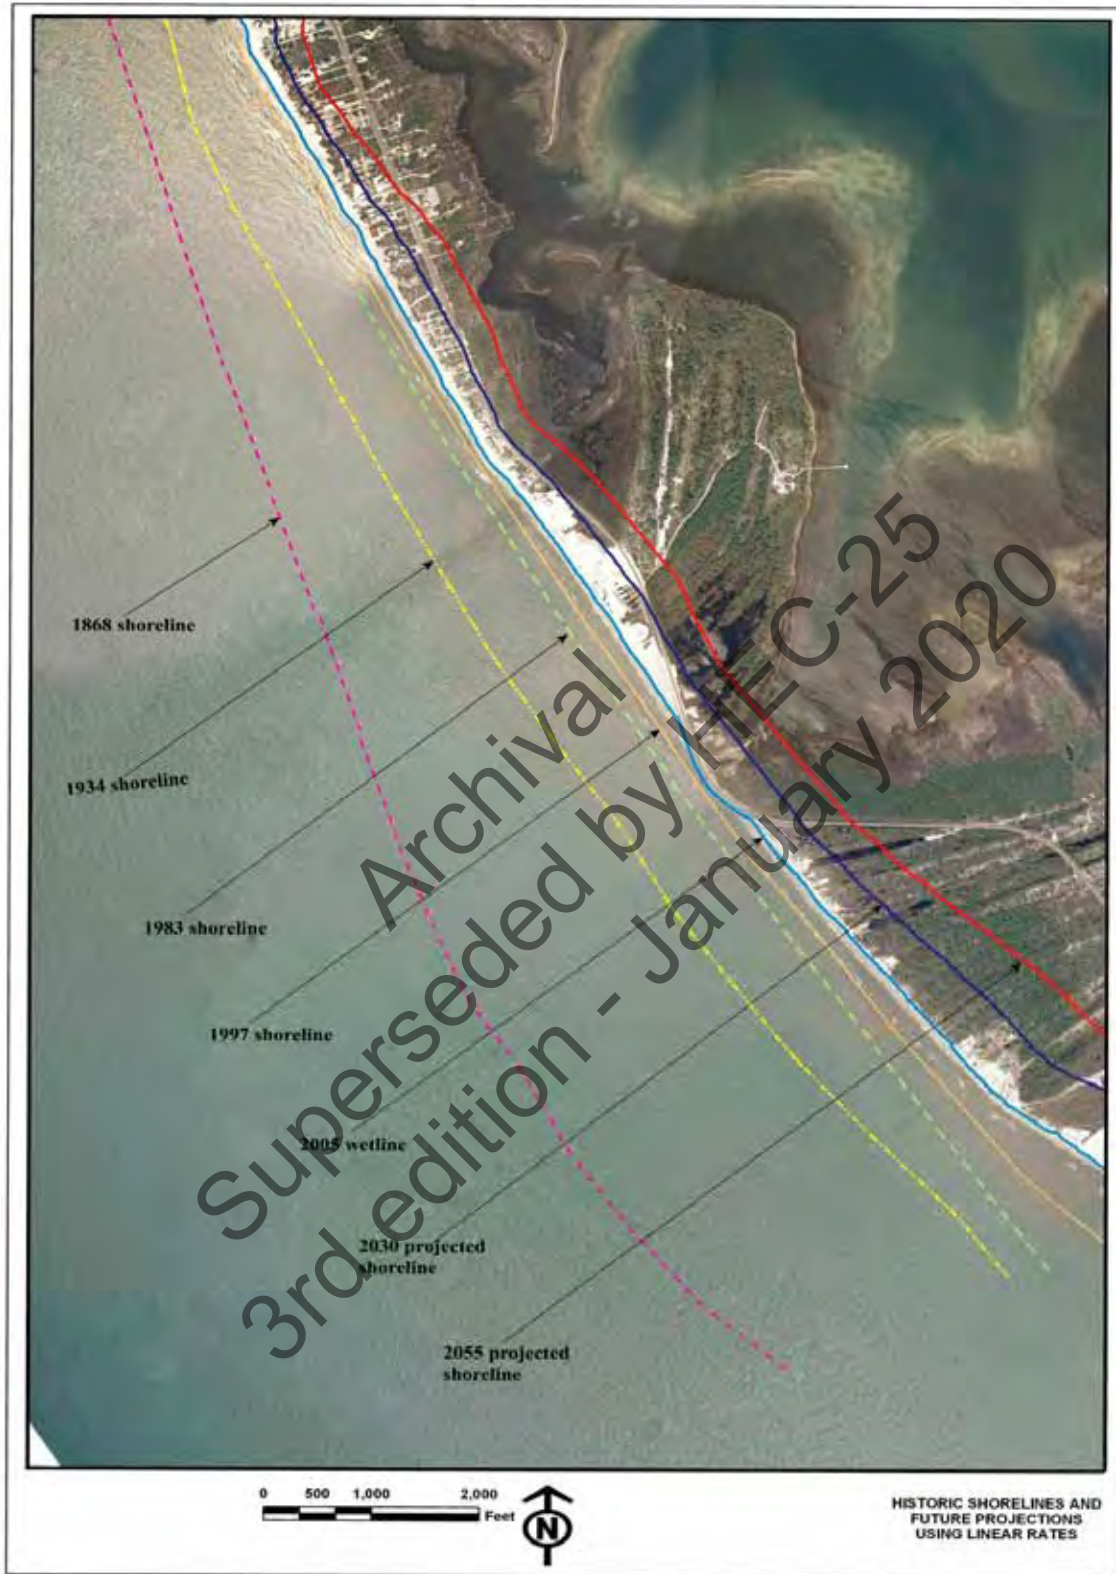 1868 shoreline
1934 shoreline
1983 shoreline
1997 shoreline
2005 wetline
2030 projected
shoreline
2055 projected
shoreline
Archival
Superseded by HEC-25
3rd edition - January 2020
0 500 1,000 2,000
Feet
N
HISTORIC SHORELINES AND
FUTURE PROJECTIONS
USING LINEAR RATES